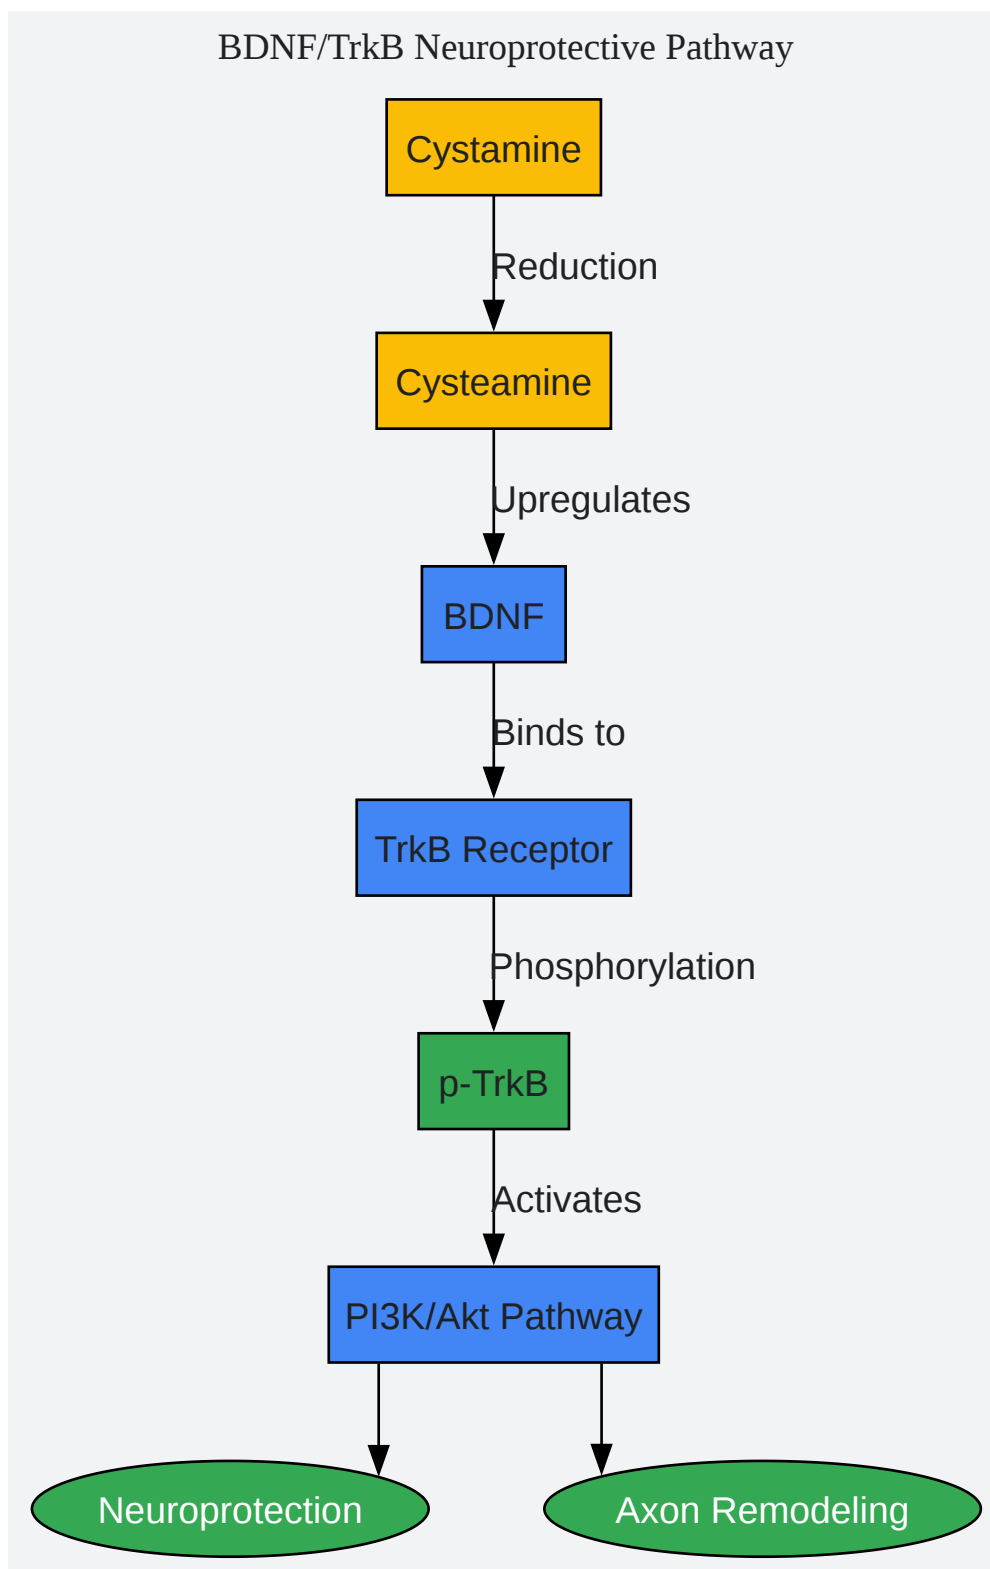 BDNF/TrkB Neuroprotective Pathway
Cystamine
Reduction
Cysteamine
Upregulates
BDNF
Binds to
TrkB Receptor
Phosphorylation
p-TrkB
Activates
PI3K/Akt Pathway
Neuroprotection
Axon Remodeling